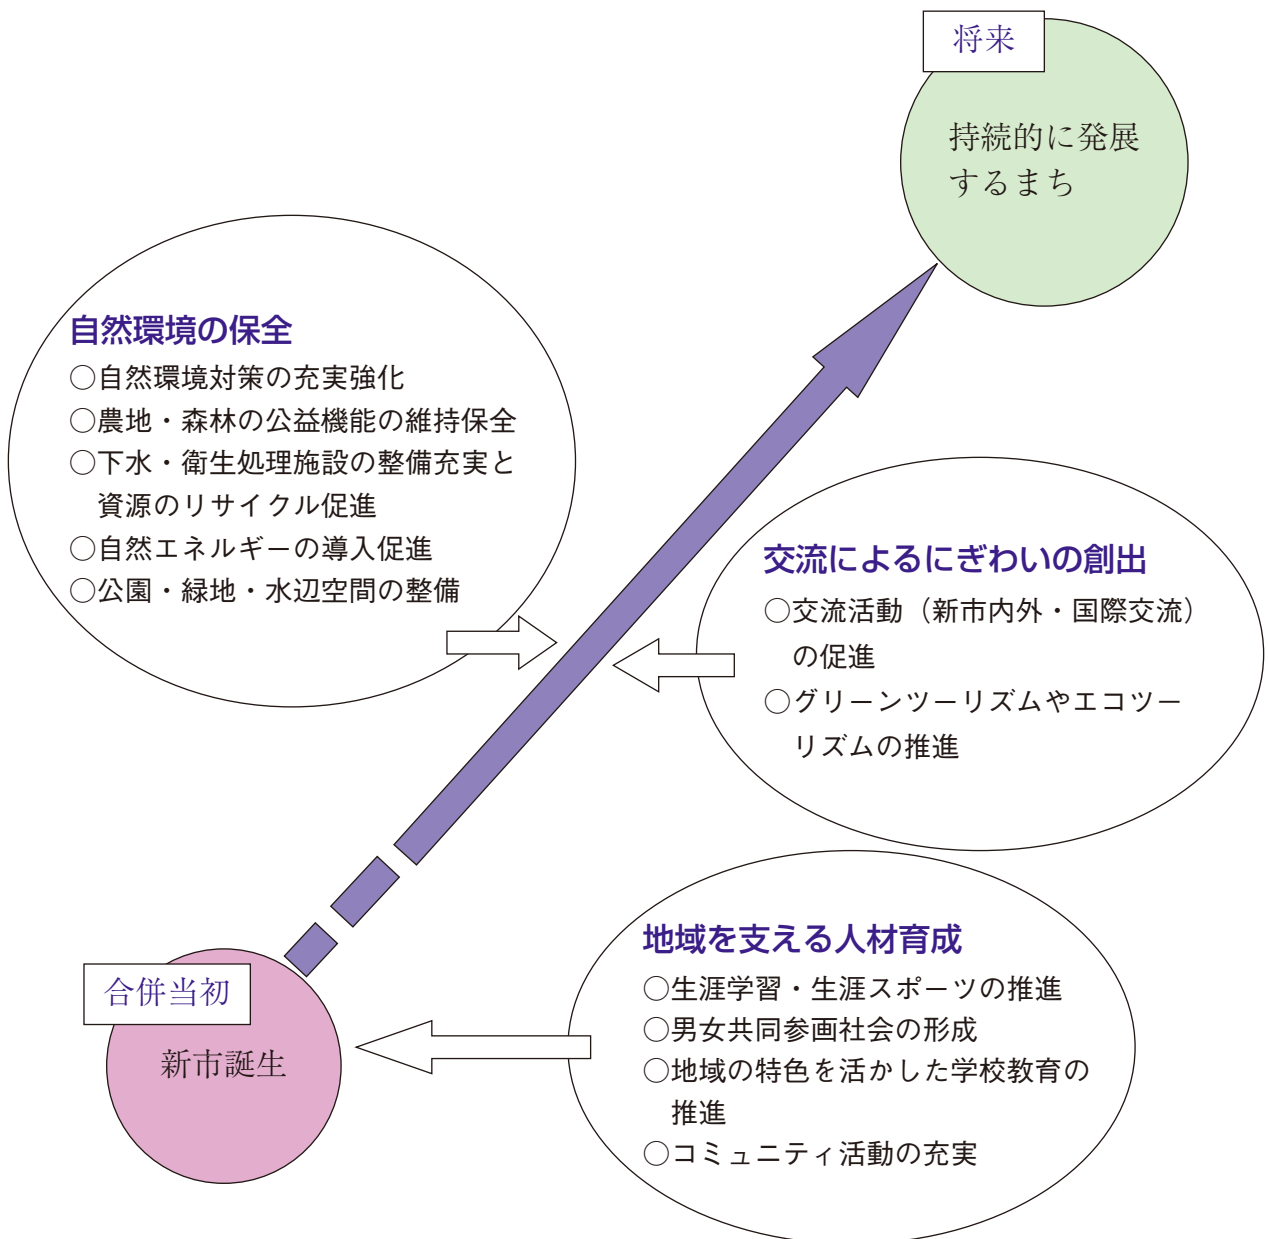 将来
持続的に発展
するまち
自然環境の保全
○自然環境対策の充実強化
○農地・森林の公益機能の維持保全
○下水・衛生処理施設の整備充実と
資源のリサイクル促進
○自然エネルギーの導入促進
○公園・緑地・水辺空間の整備
交流によるにぎわいの創出
○交流活動（新市内外・国際交流）
の促進
○グリーンツーリズムやエコツー
リズムの推進
地域を支える人材育成
○生涯学習・生涯スポーツの推進
○男女共同参画社会の形成
○地域の特色を活かした学校教育の
推進
○コミュニティ活動の充実
合併当初
新市誕生